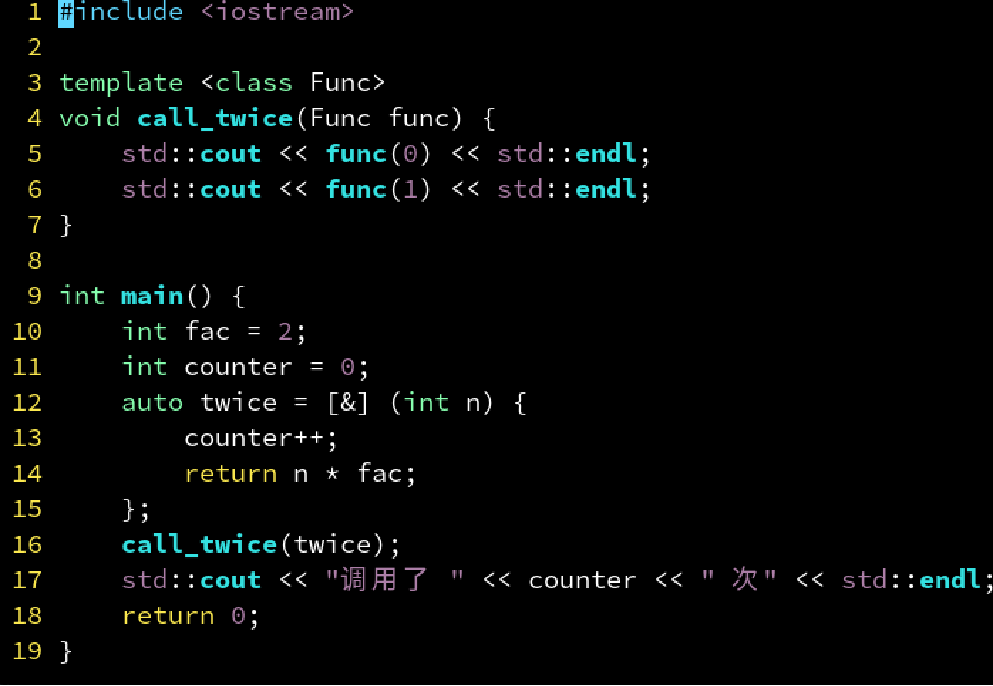 1 #include <iostream>
2
3 template <class Func>
4 void call_twice(Func func) {
5     std::cout << func(0) << std::endl;
6     std::cout << func(1) << std::endl;
7 }
8
9 int main() {
10     int fac = 2;
11     int counter = 0;
12     auto twice = [&] (int n) {
13         counter++;
14         return n * fac;
15     };
16     call_twice(twice);
17     std::cout << "调用了 " << counter << " 次" << std::endl;
18     return 0;
19 }